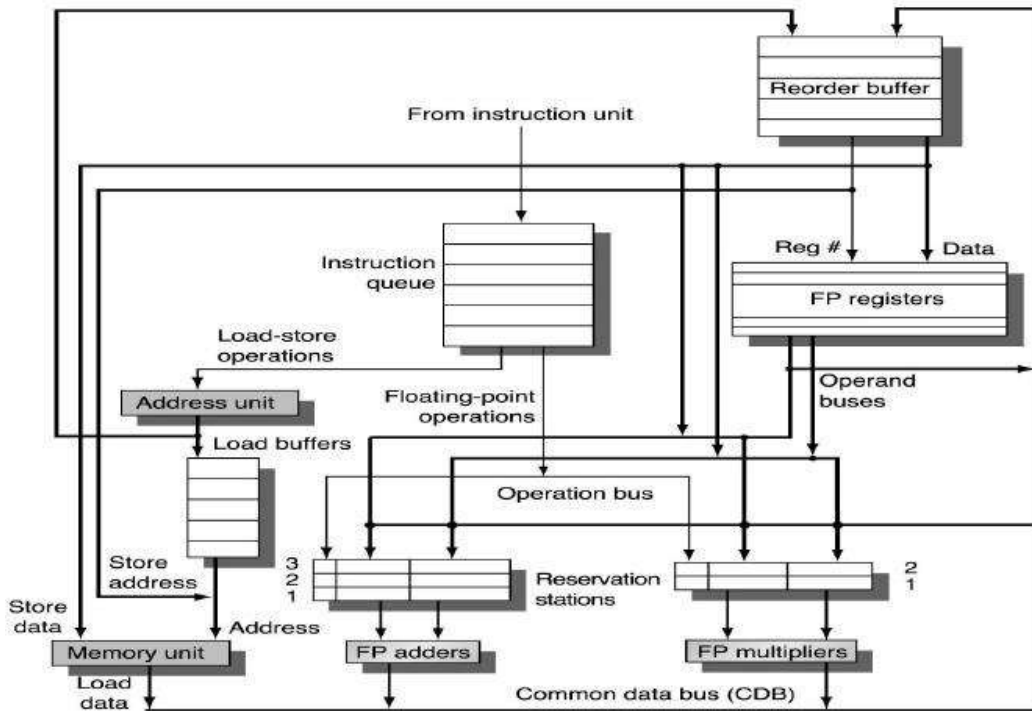 Reorder buffer
From instruction unit
Reg #
Data
Instruction
queue
FP registers
Load-store
operations
Operand
buses
Address unit
Floating-point
operations
Load buffers
Operation bus
Store
address
3
2
1
Reservation
stations
2
1
Store
data
Address
Memory unit
FP adders
FP multipliers
Load
data
Common data bus (CDB)